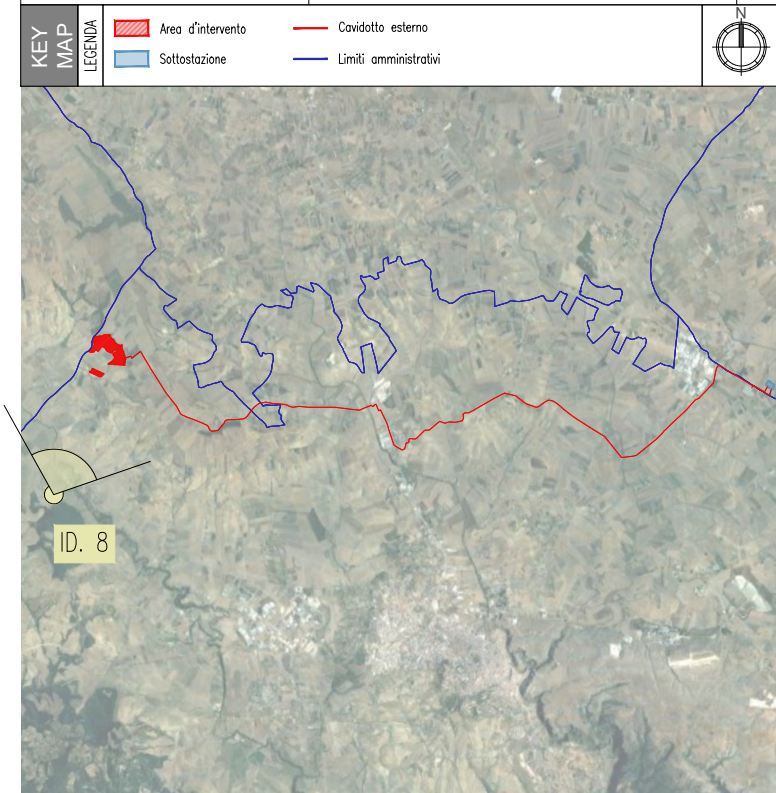 KEY
MAP
LEGENDA
Area d'intervento
Cavidotto esterno
Sottostazione
Limiti amministrativi
N
ID. 8